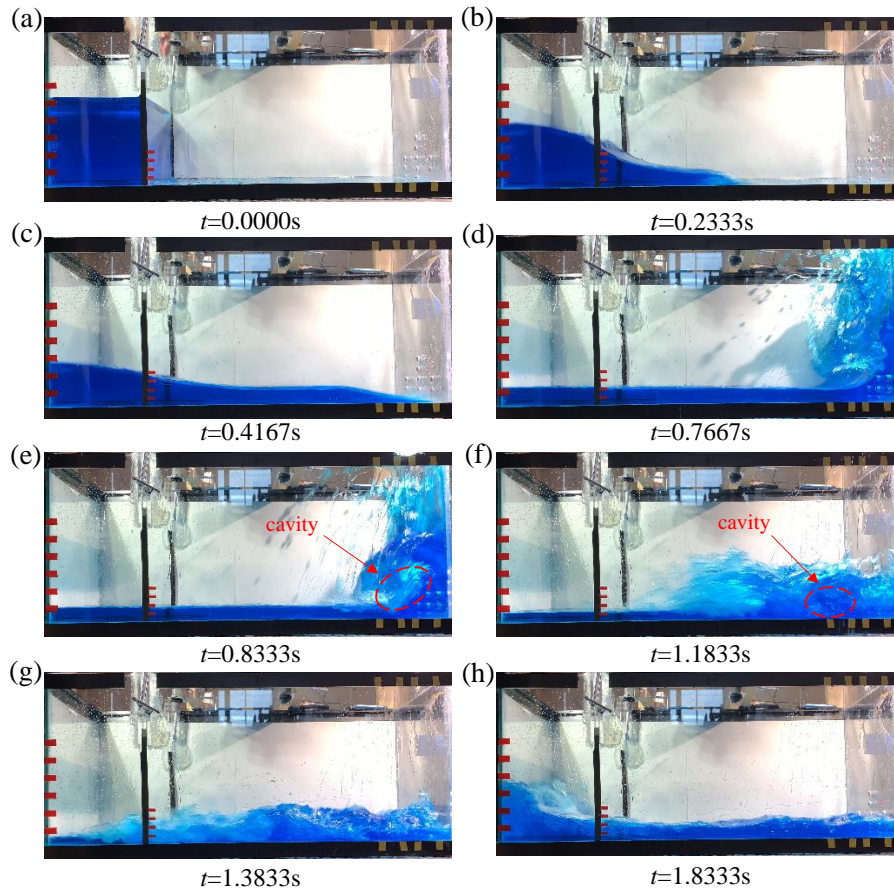 (a)
(b)
t=0.0000s
t=0.2333s
(c)
(d)
t=0.4167s
t=0.7667s
(e)
(f)
cavity
cavity
t=0.8333s
t=1.1833s
(g)
(h)
t=1.3833s
t=1.8333s